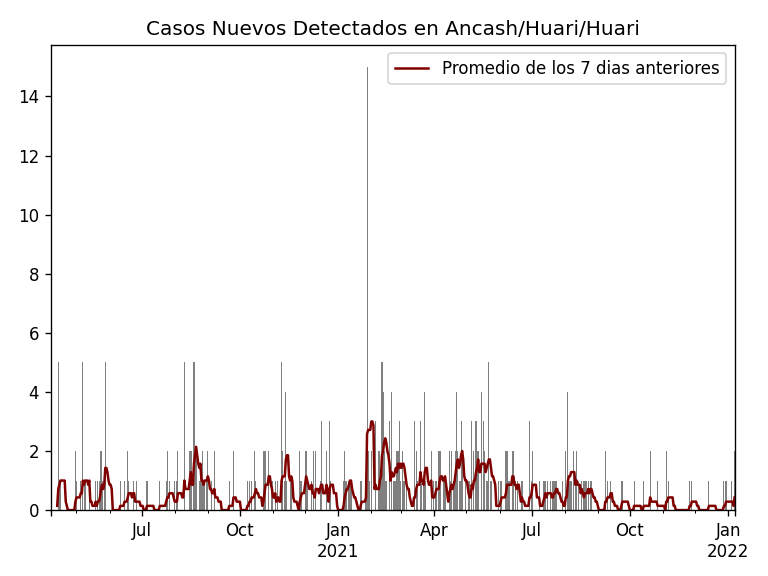 Casos Nuevos Detectados en Ancash/Huari/Huari
Promedio de los 7 dias anteriores
14
12
10
8
6
4
2
0
Jul
Oct
Jan
2021
Apr
Jul
Oct
Jan
2022